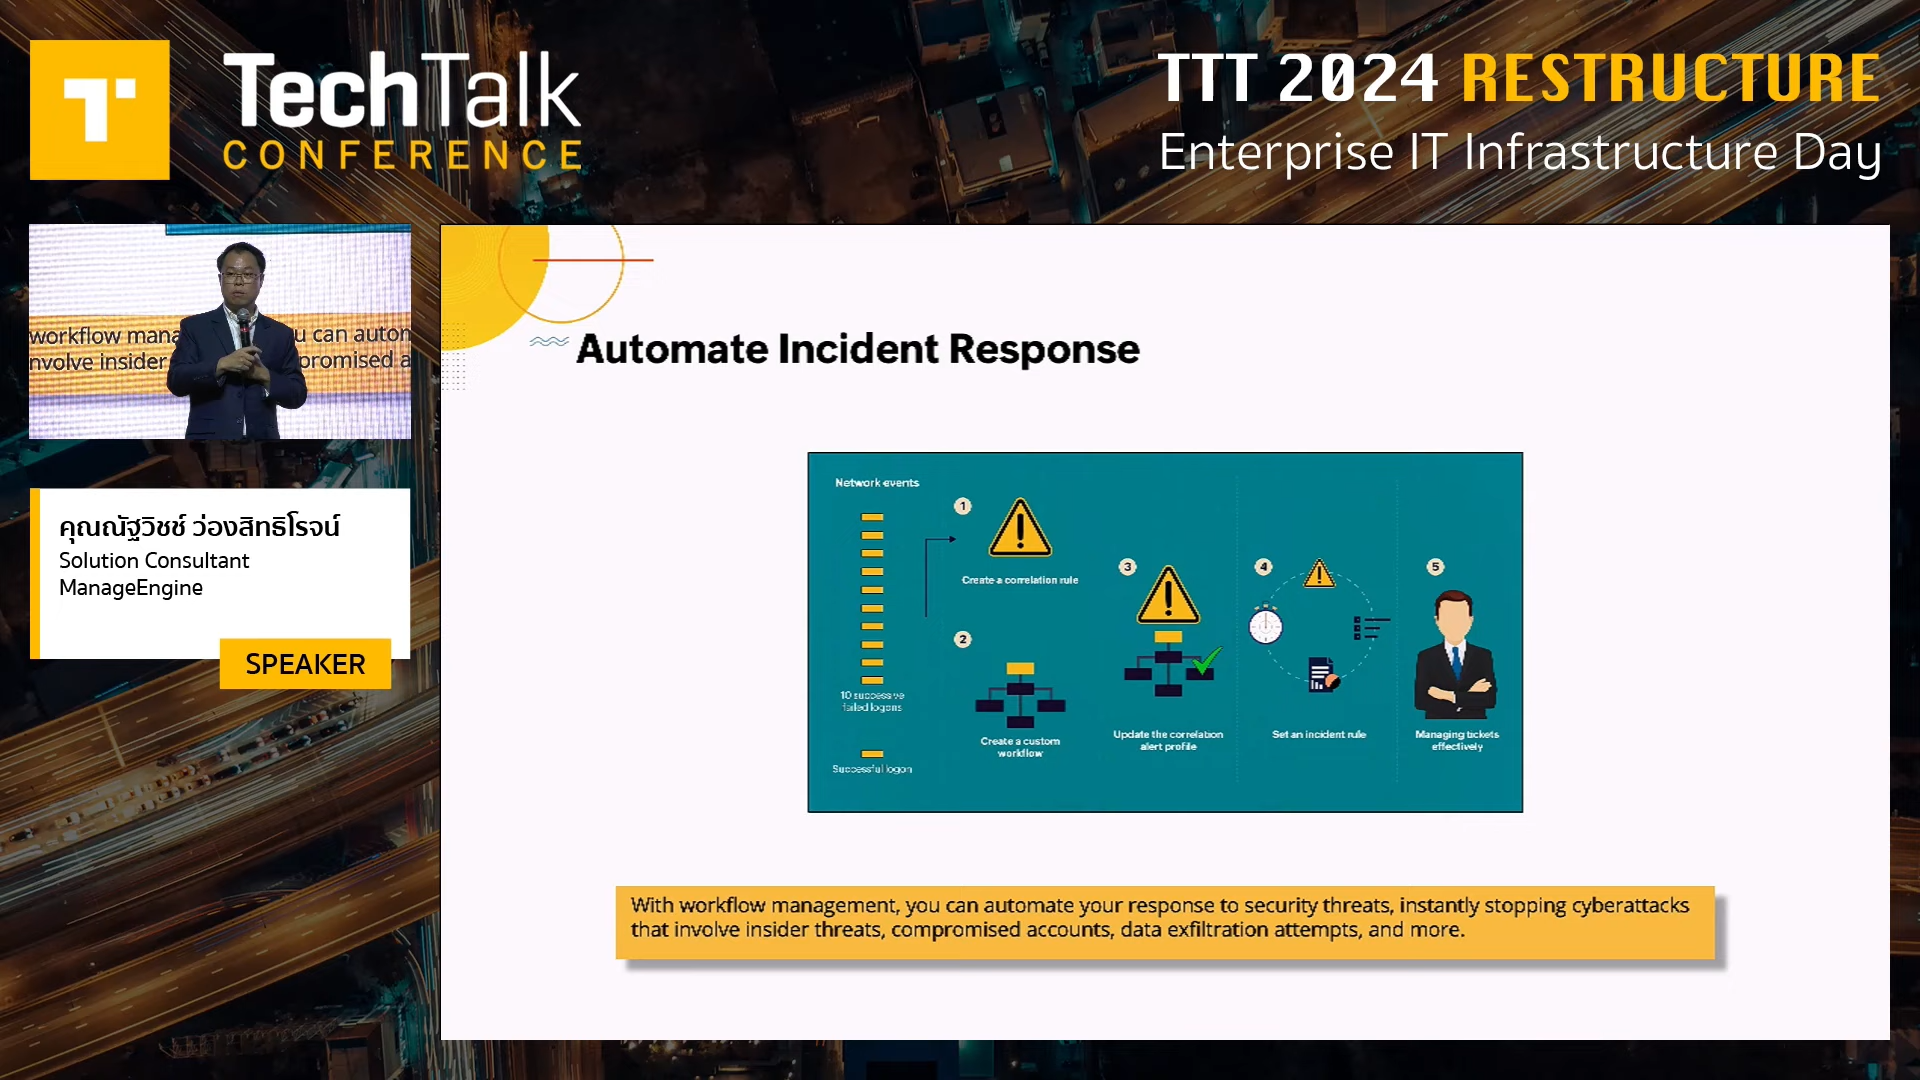 TechTalk
CONFERENCE
TTT 2024 RESTRUCTURE
Enterprise IT Infrastructure Day
workflow mana u can autom
nvolve insider promised a
คุณณัฐวิชช์ ว่องสิทธิโรจน์
Solution Consultant
ManageEngine
SPEAKER
Automate Incident Response
Network events
10 successive
failed logons
Successful logon
1
Create a correlation rule
2
Create a custom
workflow
3
Update the correlation
alert profile
4
Set an incident rule
5
Managing tickets
effectively
With workflow management, you can automate your response to security threats, instantly stopping cyberattacks
that involve insider threats, compromised accounts, data exfiltration attempts, and more.